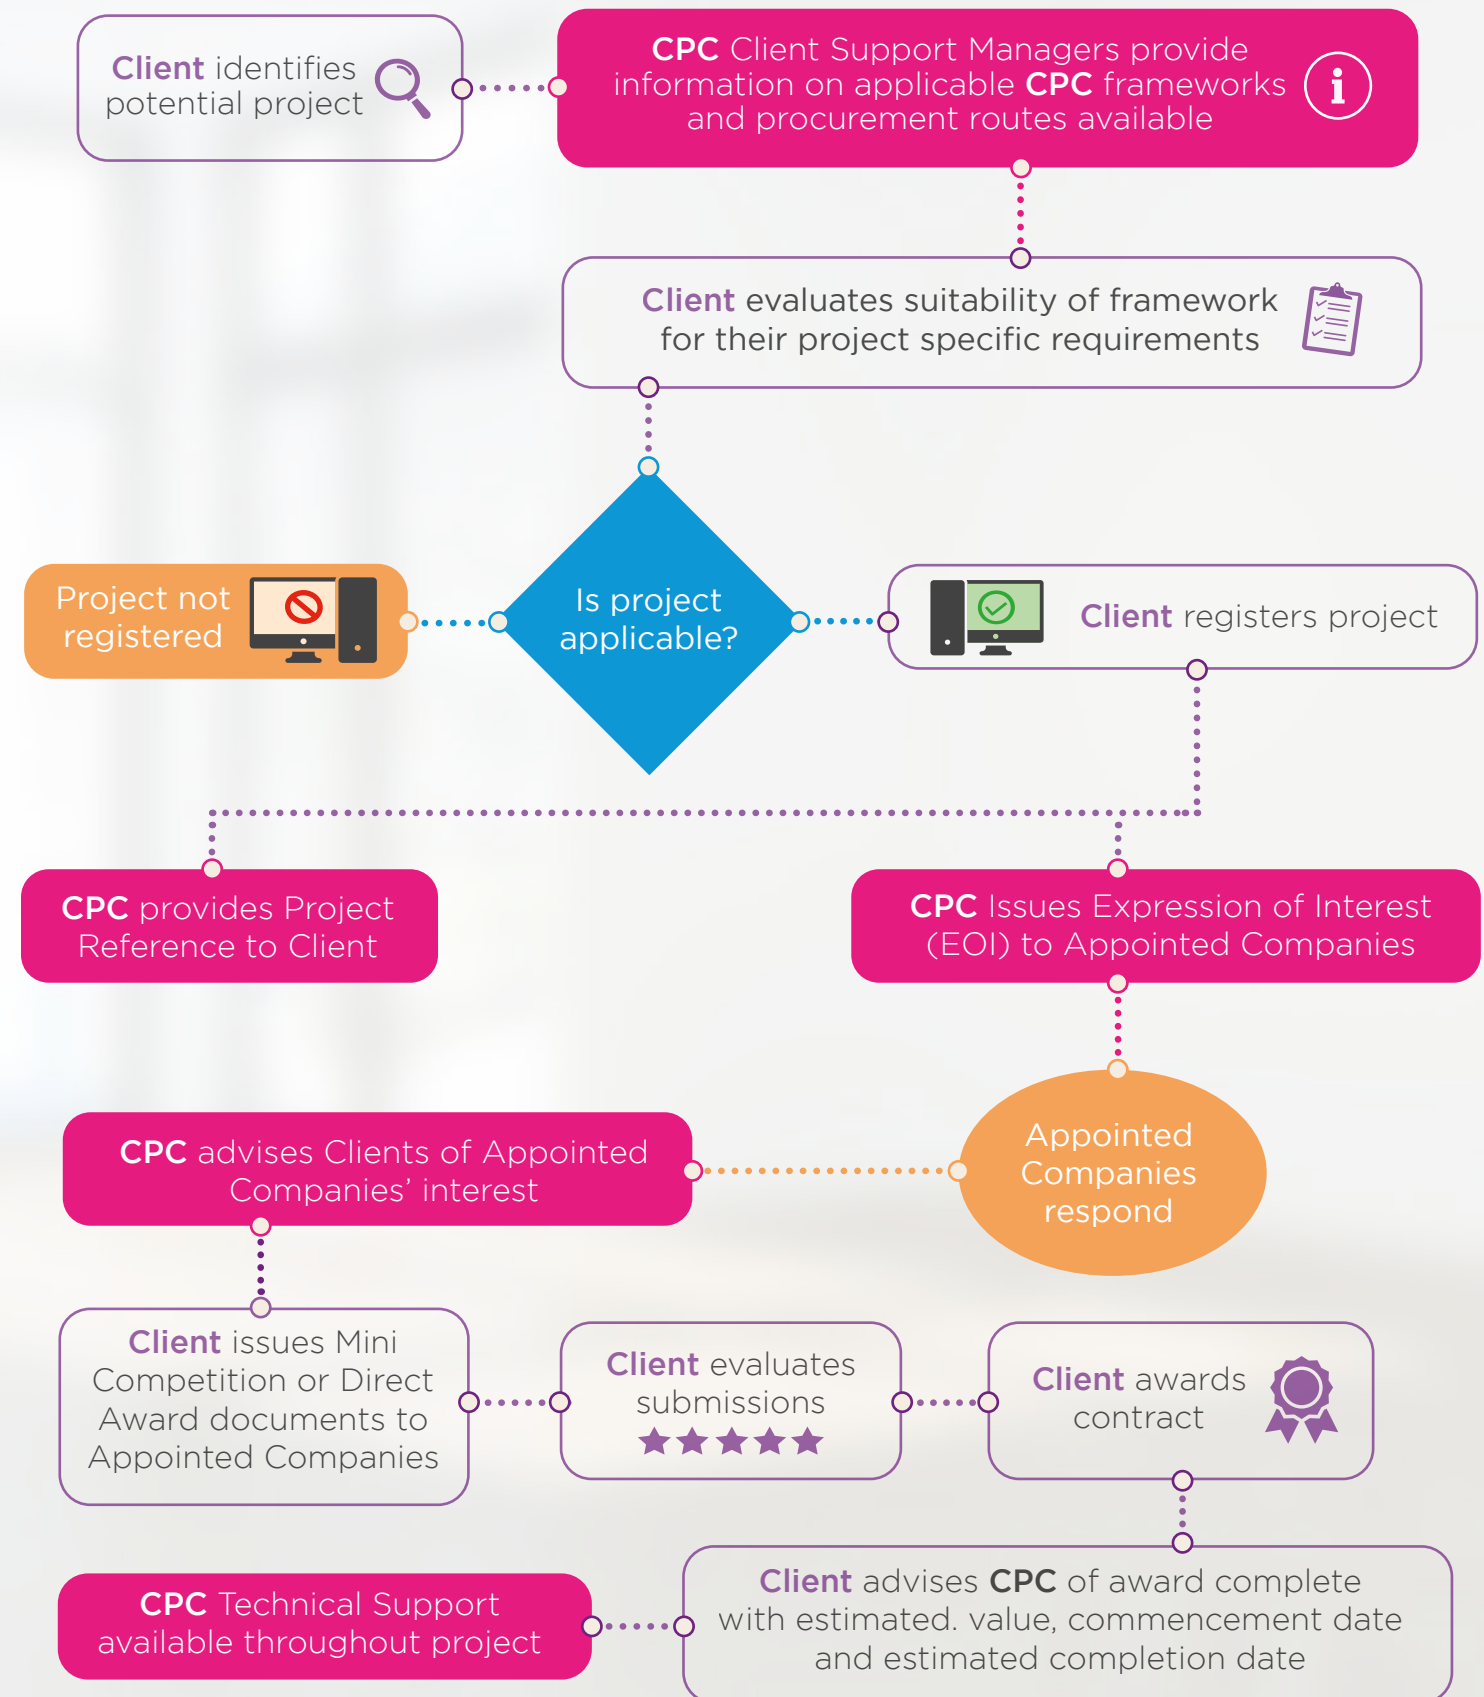 Client identifies
potential project
CPC Client Support Managers provide
information on applicable CPC frameworks
and procurement routes available
Client evaluates suitability of framework
for their project specific requirements
Is project
applicable?
Project not
registered
Client registers project
CPC provides Project
Reference to Client
CPC Issues Expression of Interest
(EOI) to Appointed Companies
Appointed
Companies
respond
CPC advises Clients of Appointed
Companies’ interest
Client issues Mini
Competition or Direct
Award documents to
Appointed Companies
Client evaluates
submissions
Client awards
contract
Client advises CPC of award complete
with estimated. value, commencement date
and estimated completion date
CPC Technical Support
available throughout project